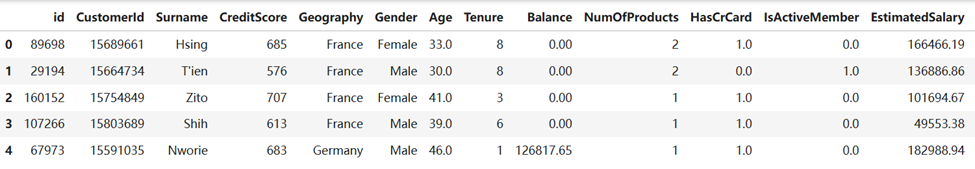 id CustomerId Surname CreditScore Geography Gender Age Tenure Balance NumOfProducts HasCrCard IsActiveMember EstimatedSalary
0 89698 15689661 Hsing 685 France Female 33.0 8 0.00 2 1.0 0.0 166466.19
1 29194 15664734 T'ien 576 France Male 30.0 8 0.00 2 0.0 1.0 136886.86
2 160152 15754849 Zito 707 France Female 41.0 3 0.00 1 1.0 0.0 101694.67
3 107266 15803689 Shih 613 France Male 39.0 6 0.00 1 1.0 0.0 49553.38
4 67973 15591035 Nworie 683 Germany Male 46.0 1 126817.65 1 1.0 0.0 182988.94